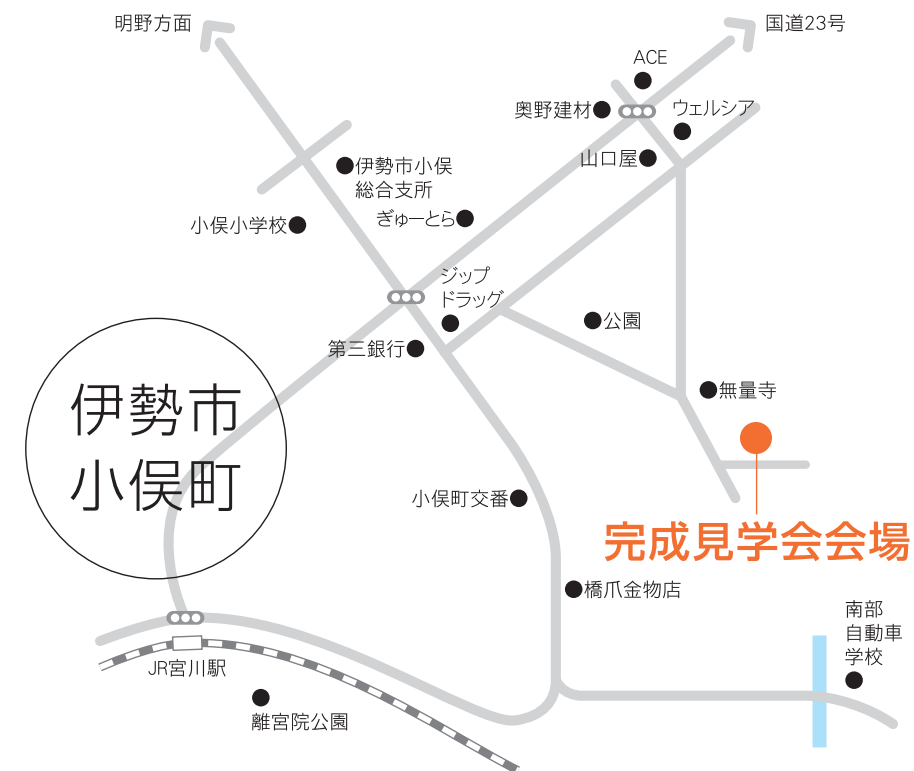 明野方面
国道23号
ACE
奥野建材
ウェルシア
山口屋
伊勢市小俣
総合支所
小俣小学校
ぎゅーとら
ジップ
ドラッグ
公園
第三銀行
伊勢市
小俣町
無量寺
小俣町交番
完成見学会会場
橋爪金物店
南部
自動車
学校
JR宮川駅
離宮院公園